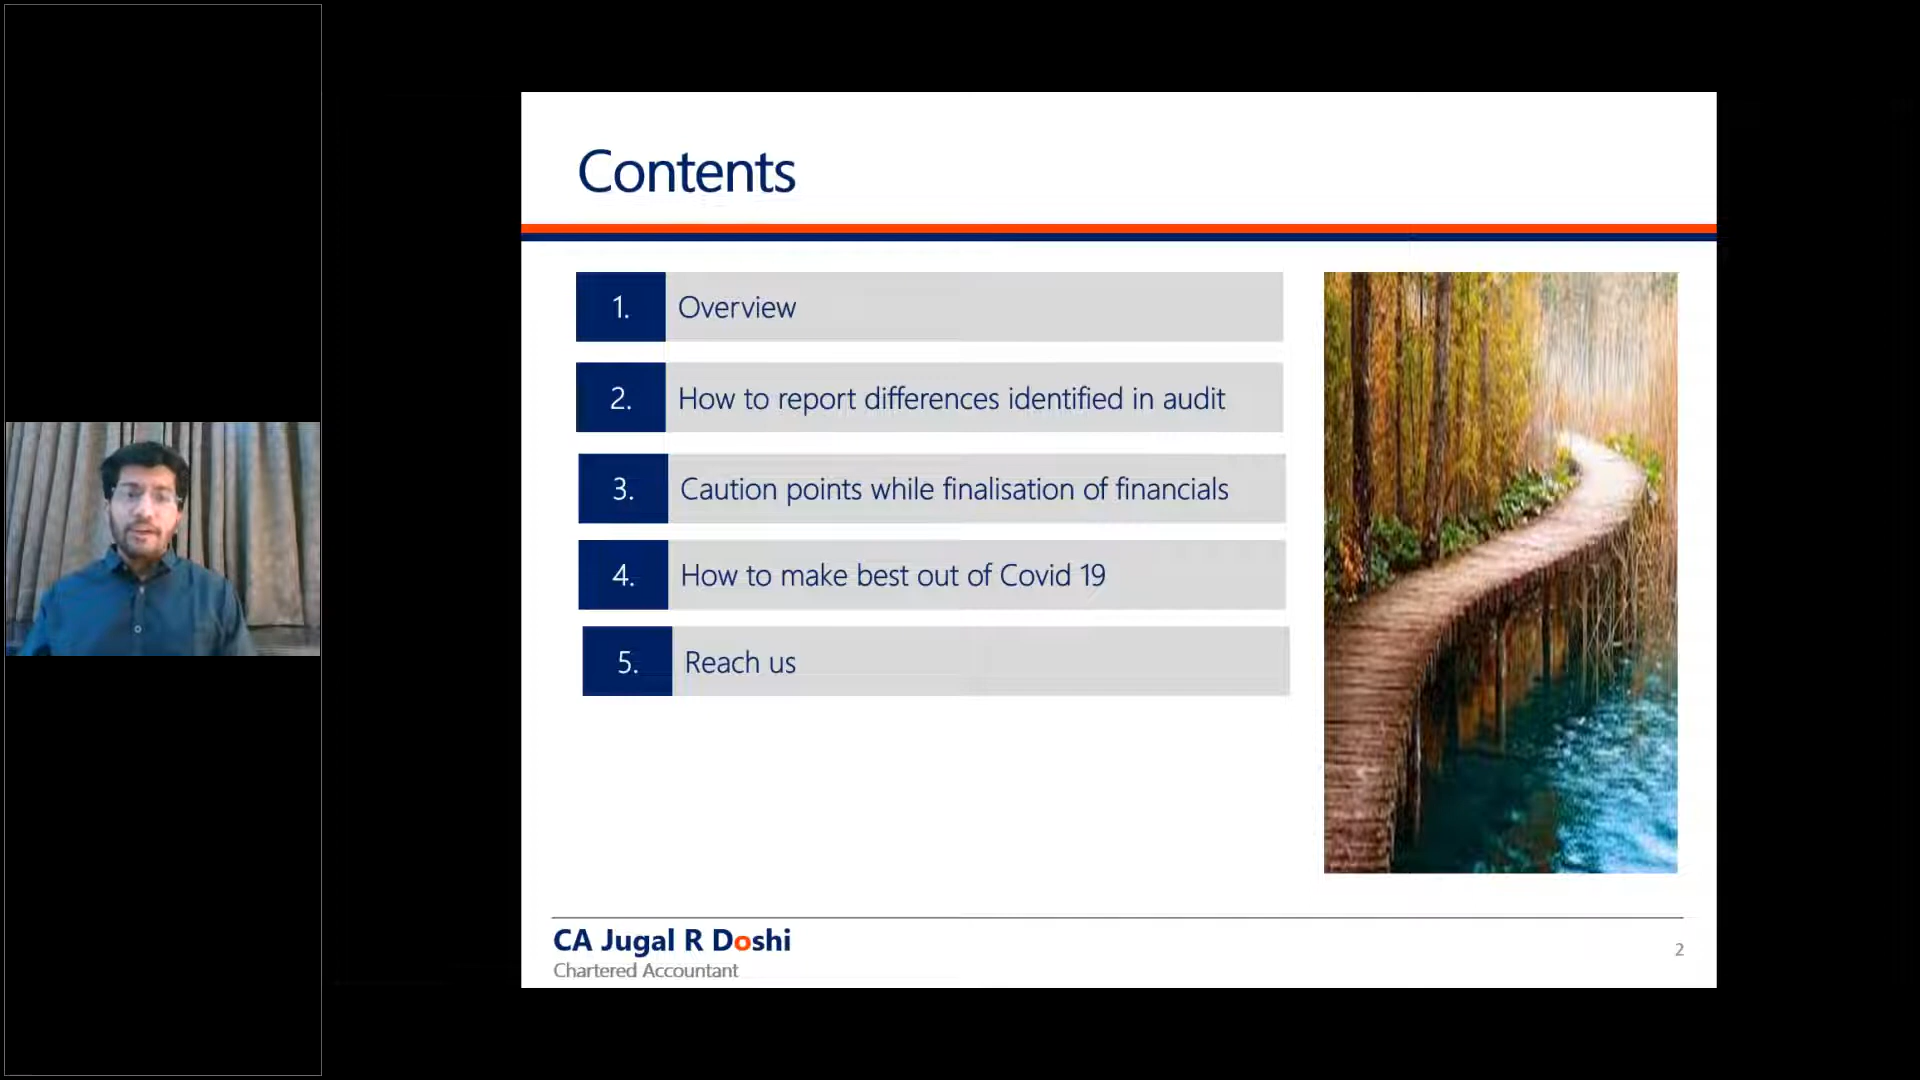 Contents
1. Overview
2. How to report differences identified in audit
3. Caution points while finalisation of financials
4. How to make best out of Covid 19
5. Reach us
CA Jugal R Doshi
Chartered Accountant
2